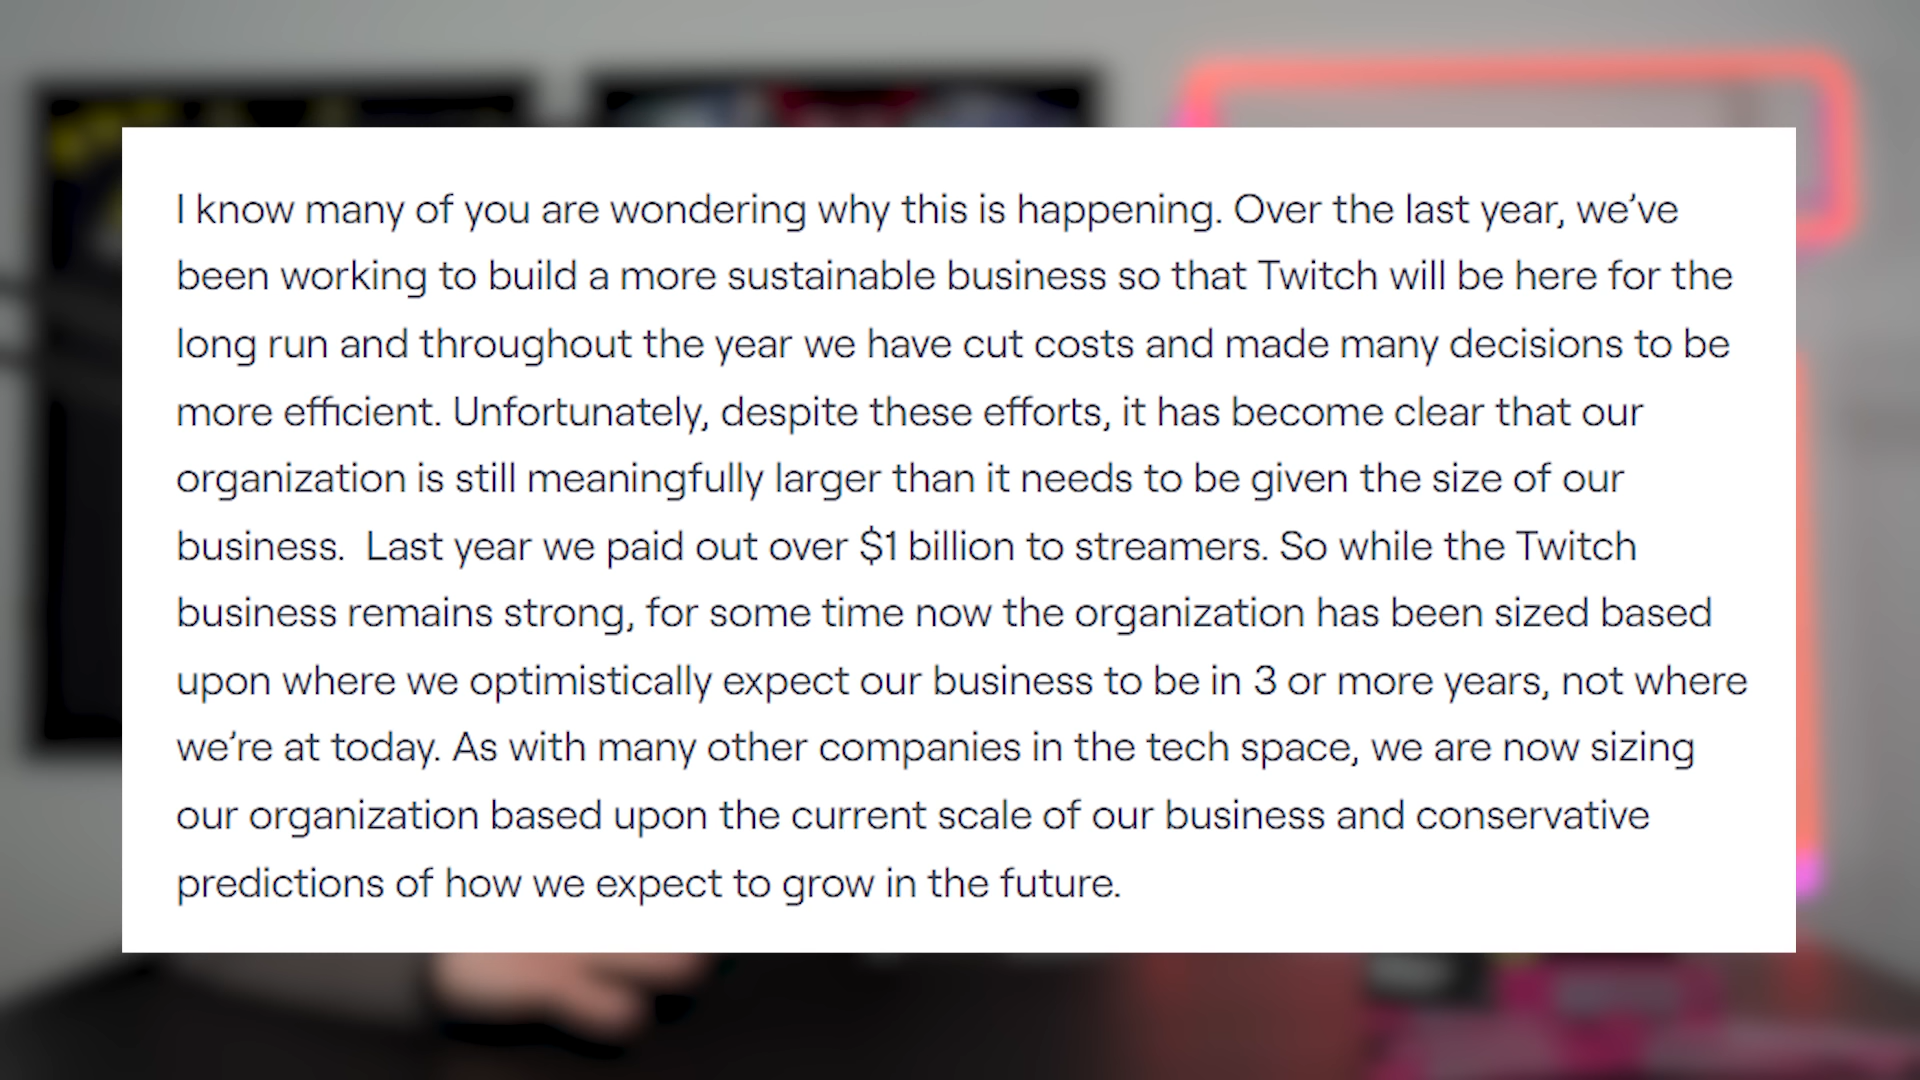 I know many of you are wondering why this is happening. Over the last year, we’ve
been working to build a more sustainable business so that Twitch will be here for the
long run and throughout the year we have cut costs and made many decisions to be
more efficient. Unfortunately, despite these efforts, it has become clear that our
organization is still meaningfully larger than it needs to be given the size of our
business.  Last year we paid out over $1 billion to streamers. So while the Twitch
business remains strong, for some time now the organization has been sized based
upon where we optimistically expect our business to be in 3 or more years, not where
we’re at today. As with many other companies in the tech space, we are now sizing
our organization based upon the current scale of our business and conservative
predictions of how we expect to grow in the future.